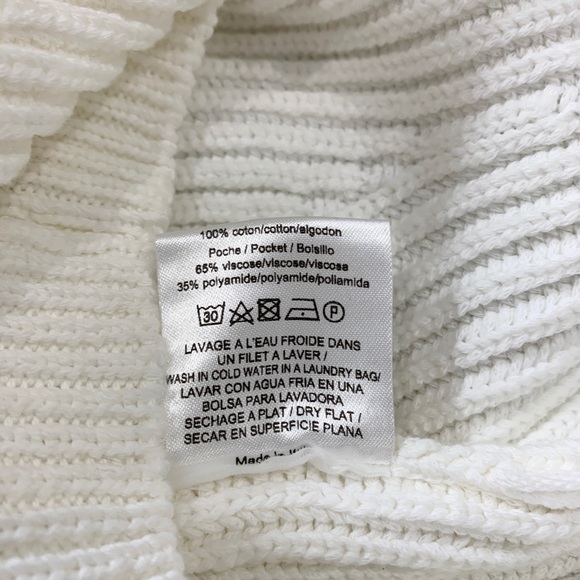 100% coton/cotton/algodon
Poche / Pocket / Bolsillo
65% viscose/viscose/viscosa
35% polyamide/polyamide/poliamida
30 P
LAVAGE A L'EAU FROIDE DANS
UN FILET A LAVER /
WASH IN COLD WATER IN A LAUNDRY BAG/
LAVAR CON AGUA FRIA EN UNA
BOLSA PARA LAVADORA
SECHAGE A PLAT / DRY FLAT /
SECAR EN SUPERFICIE PLANA
Made In